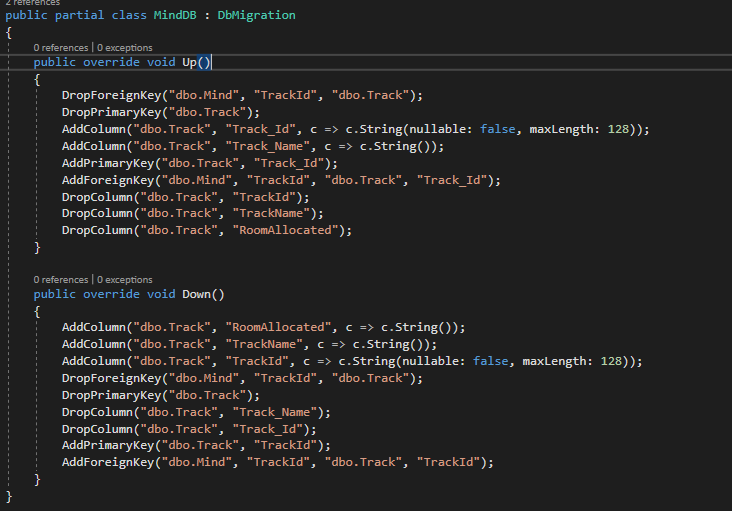 2 references
public partial class MindDB : DbMigration
{
0 references | 0 exceptions
public override void Up()
{
DropForeignKey("dbo.Mind", "TrackId", "dbo.Track");
DropPrimaryKey("dbo.Track");
AddColumn("dbo.Track", "Track_Id", c => c.String(nullable: false, maxLength: 128));
AddColumn("dbo.Track", "Track_Name", c => c.String());
AddPrimaryKey("dbo.Track", "Track_Id");
AddForeignKey("dbo.Mind", "TrackId", "dbo.Track", "Track_Id");
DropColumn("dbo.Track", "TrackId");
DropColumn("dbo.Track", "TrackName");
DropColumn("dbo.Track", "RoomAllocated");
}
0 references | 0 exceptions
public override void Down()
{
AddColumn("dbo.Track", "RoomAllocated", c => c.String());
AddColumn("dbo.Track", "TrackName", c => c.String());
AddColumn("dbo.Track", "TrackId", c => c.String(nullable: false, maxLength: 128));
DropForeignKey("dbo.Mind", "TrackId", "dbo.Track");
DropPrimaryKey("dbo.Track");
DropColumn("dbo.Track", "Track_Name");
DropColumn("dbo.Track", "Track_Id");
AddPrimaryKey("dbo.Track", "TrackId");
AddForeignKey("dbo.Mind", "TrackId", "dbo.Track", "TrackId");
}
}